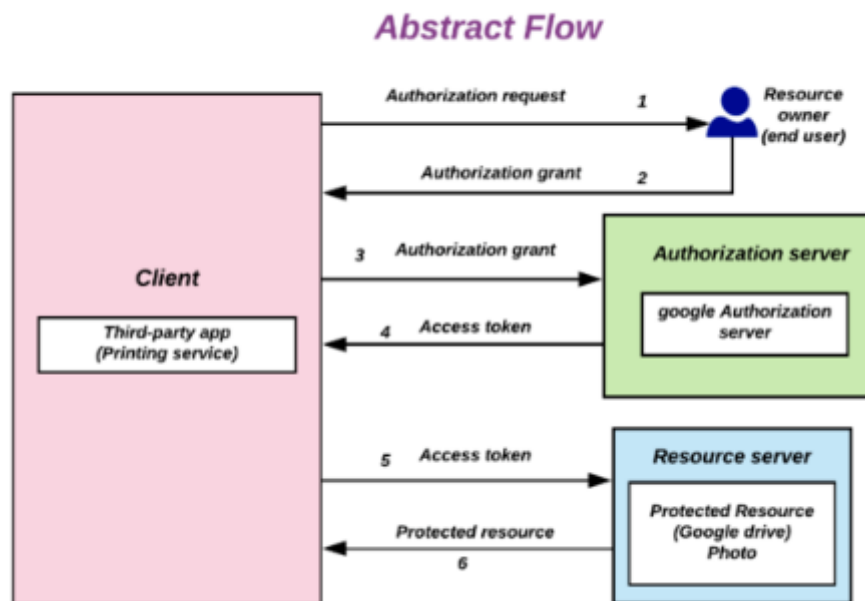 Abstract Flow
Authorization request 1
Resource
owner
(end user)
Authorization grant 2
3 Authorization grant
Authorization server
Client
google Authorization
server
Third-party app
(Printing service)
4 Access token
5 Access token
Resource server
Protected Resource
(Google drive)
Photo
Protected resource
6